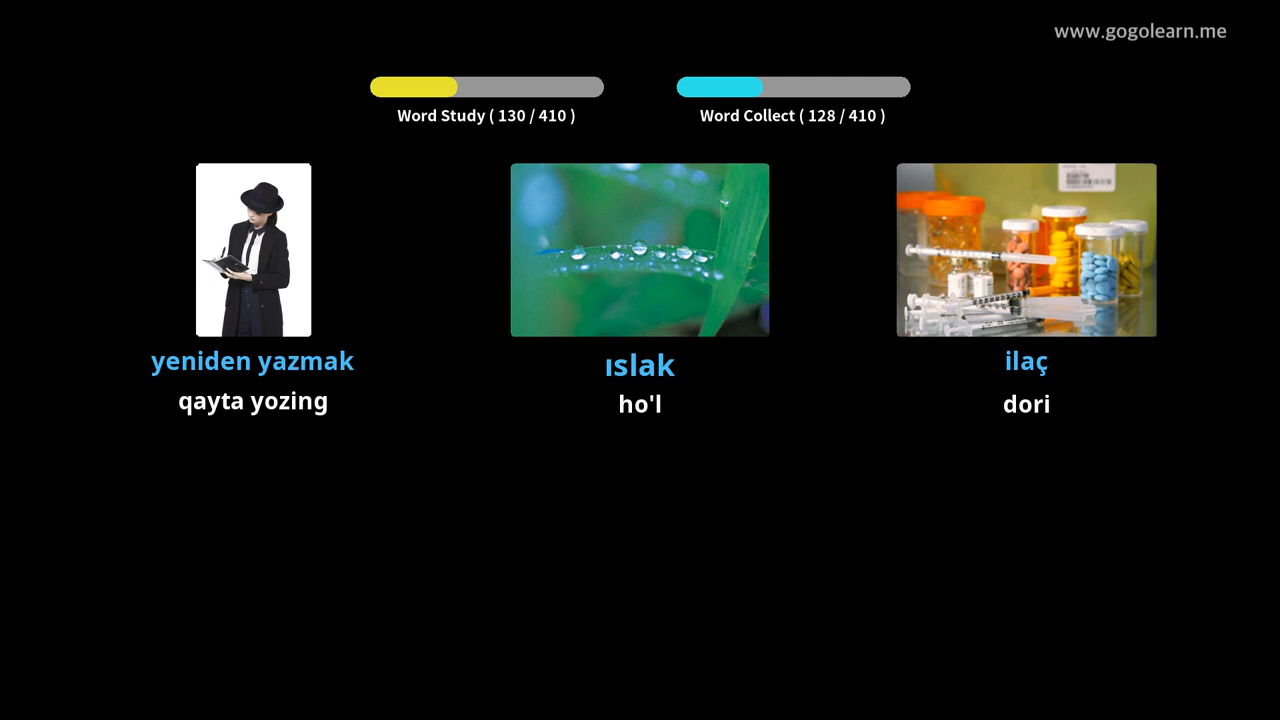 www.gogolearn.me
Word Study ( 130 / 410 )
Word Collect ( 128 / 410 )
yeniden yazmak
ıslak
ilaç
qayta yozing
ho'l
dori